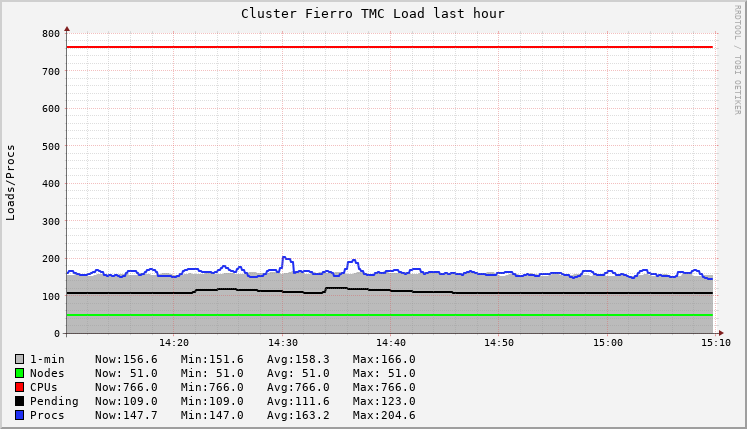 Cluster Fierro TMC Load last hour
RRDTOOL / TOBI OETIKER
Loads/Procs
800
700
600
500
400
300
200
100
0
14:20 14:30 14:40 14:50 15:00 15:10
1-min Now:156.6 Min:151.6 Avg:158.3 Max:166.0
Nodes Now: 51.0 Min: 51.0 Avg: 51.0 Max: 51.0
CPUs Now:766.0 Min:766.0 Avg:766.0 Max:766.0
Pending Now:109.0 Min:109.0 Avg:111.6 Max:123.0
Procs Now:147.7 Min:147.0 Avg:163.2 Max:204.6